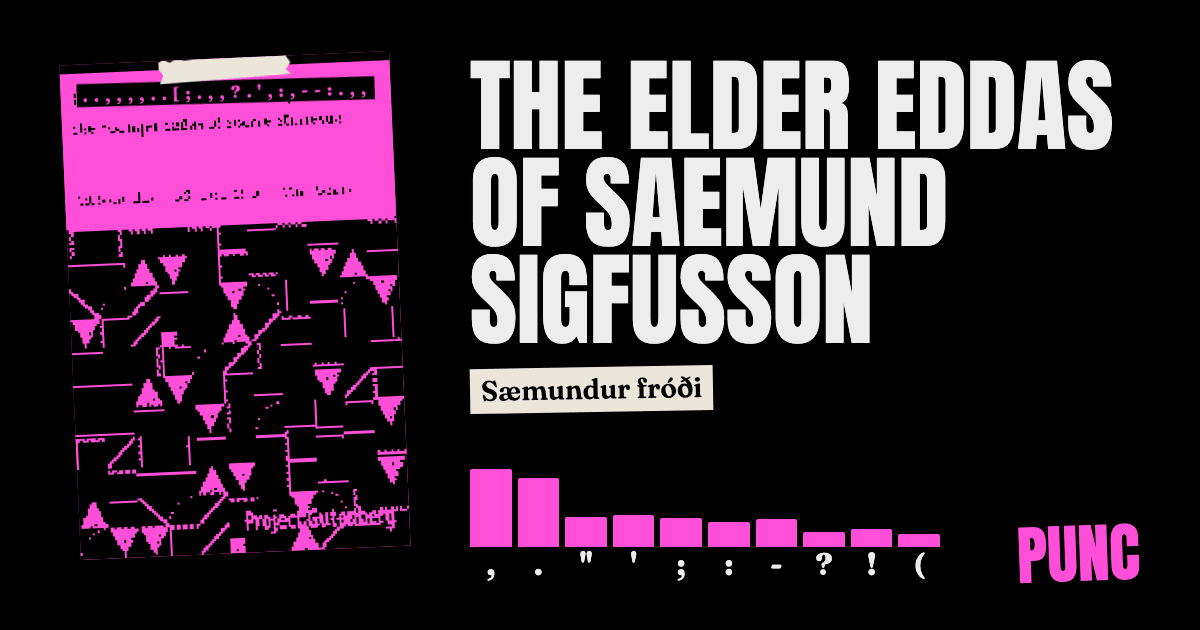 :..,,,,..[;.,,?.',:,--:.,,
Project Gutenberg
THE ELDER EDDAS
OF SAEMUND
SIGFUSSON
Sæmundur fróði
, . " ' ; : - ? ! (
PUNC